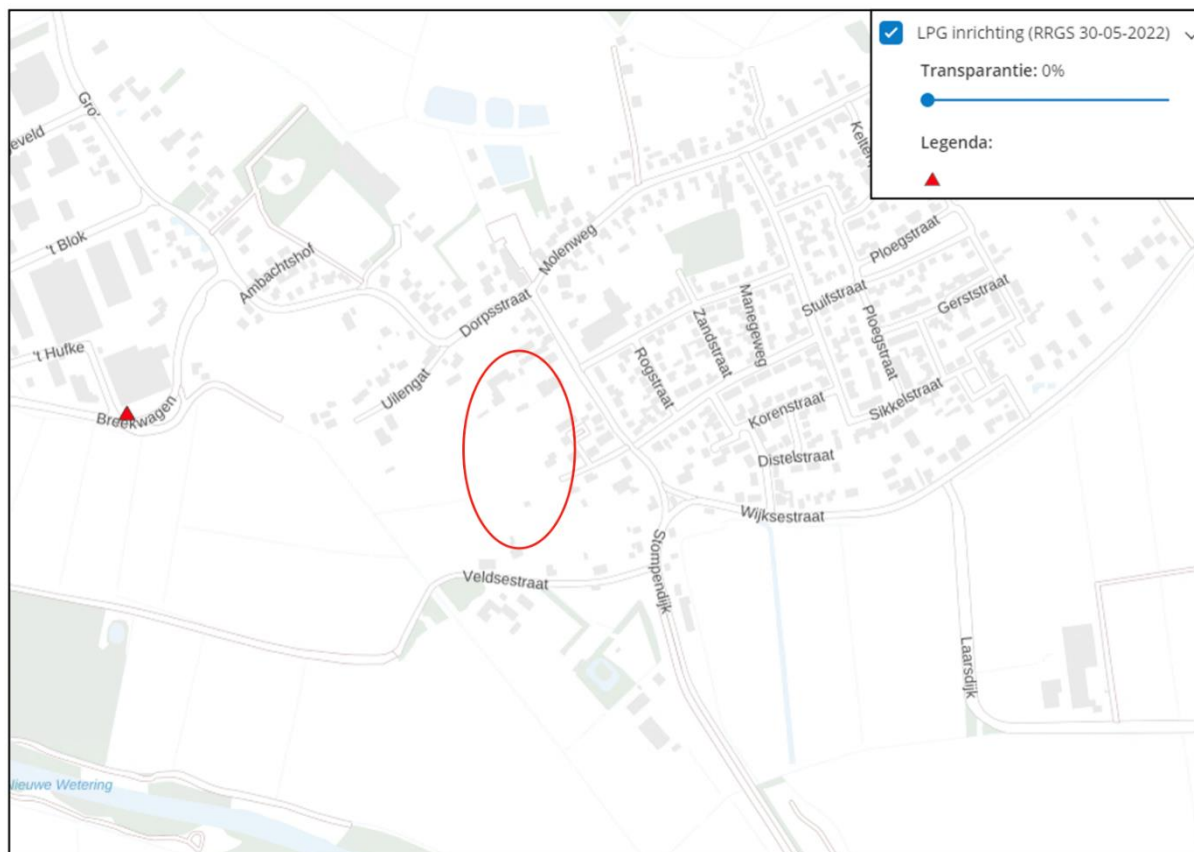 LPG inrichting (RRGS 30-05-2022)
Transparantie: 0%
Legenda:
Gro'
eveld
't Blok
Ambachtshof
Molenweg
Dorpsstraat
't Hufke
Breekwagen
Uilengat
Rogstraat
Zandstraat
Manegeweg
Stuifstraat
Ploegstraat
Ploegstraat
Gerststraat
Sikkelstraat
Korenstraat
Distelstraat
Wijksestraat
Veldsestraat
Stompendijk
Laarsdijk
Nieuwe Wetering